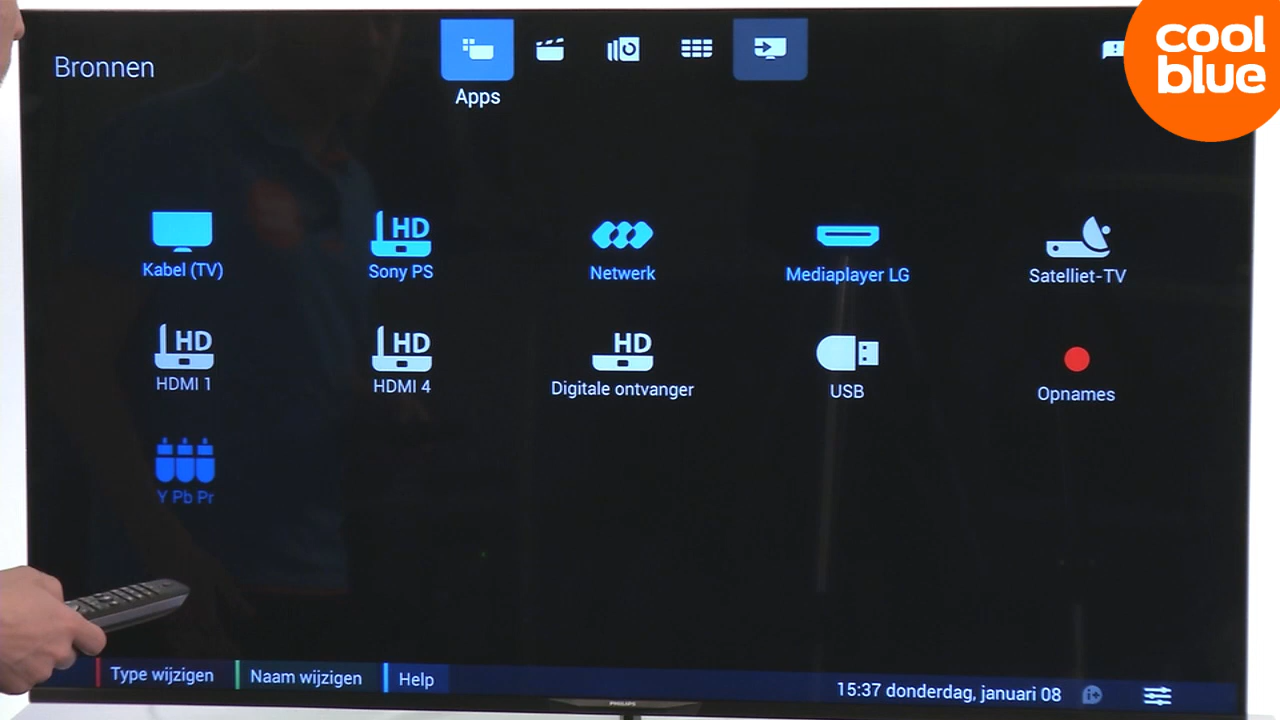 Bronnen
Apps
cool
blue
Kabel (TV)
HD
Sony PS
Netwerk
Mediaplayer LG
Satelliet-TV
HD
HDMI 1
HD
HDMI 4
HD
Digitale ontvanger
USB
Opnames
Y Pb Pr
Type wijzigen
Naam wijzigen
Help
15:37 donderdag, januari 08
i+
PHILIPS